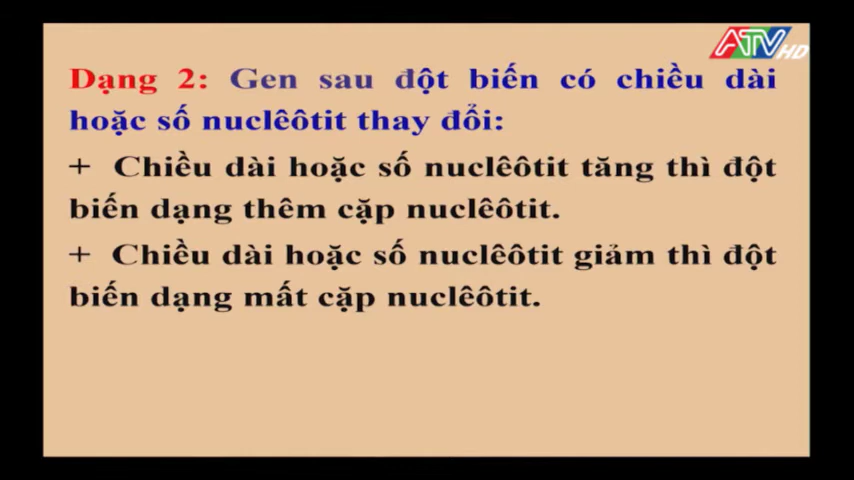 ATV HD
Dạng 2: Gen sau đột biến có chiều dài
hoặc số nuclêôtit thay đổi:
+ Chiều dài hoặc số nuclêôtit tăng thì đột
biến dạng thêm cặp nuclêôtit.
+ Chiều dài hoặc số nuclêôtit giảm thì đột
biến dạng mất cặp nuclêôtit.